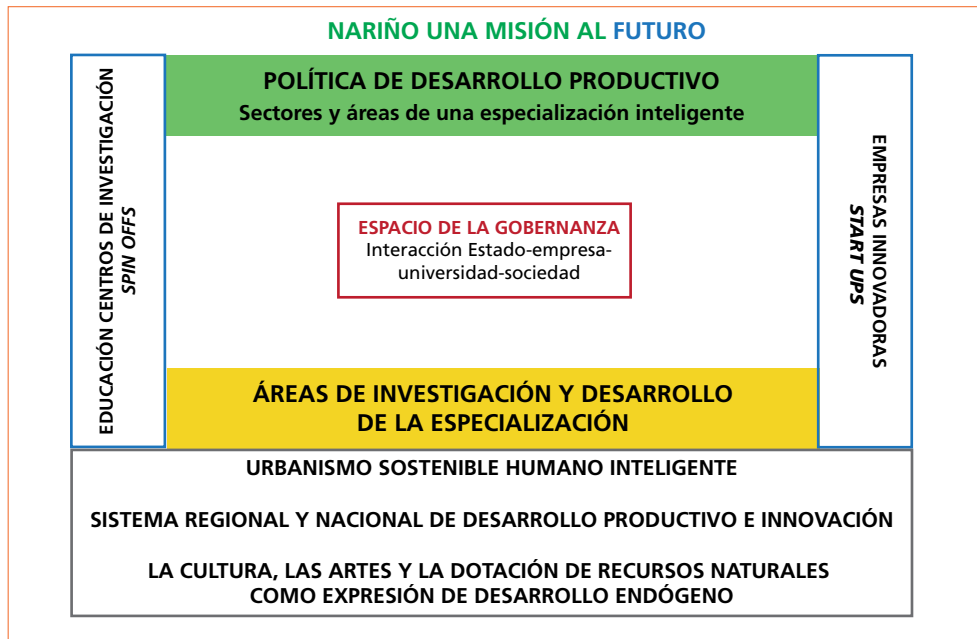 NARIÑO UNA MISIÓN AL FUTURO
POLÍTICA DE DESARROLLO PRODUCTIVO
Sectores y áreas de una especialización inteligente
EDUCACIÓN CENTROS DE INVESTIGACIÓN
SPIN OFFS
ESPACIO DE LA GOBERNANZA
Interacción Estado-empresa-
universidad-sociedad
EMPRESAS INNOVADORAS
START UPS
ÁREAS DE INVESTIGACIÓN Y DESARROLLO
DE LA ESPECIALIZACIÓN
URBANISMO SOSTENIBLE HUMANO INTELIGENTE
SISTEMA REGIONAL Y NACIONAL DE DESARROLLO PRODUCTIVO E INNOVACIÓN
LA CULTURA, LAS ARTES Y LA DOTACIÓN DE RECURSOS NATURALES
COMO EXPRESIÓN DE DESARROLLO ENDÓGENO